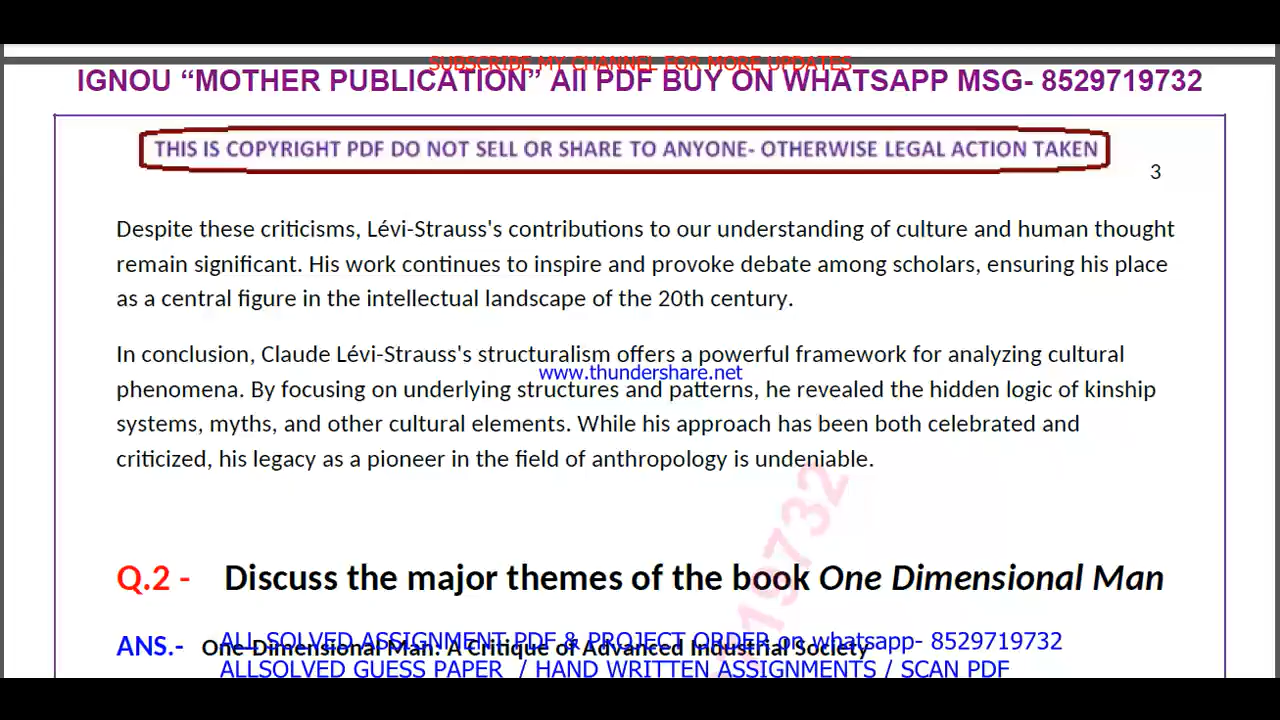 SUBSCRIBE MY CHANNEL FOR MORE UPDATES
IGNOU “MOTHER PUBLICATION” All PDF BUY ON WHATSAPP MSG- 8529719732
THIS IS COPYRIGHT PDF DO NOT SELL OR SHARE TO ANYONE- OTHERWISE LEGAL ACTION TAKEN
3
Despite these criticisms, Lévi-Strauss's contributions to our understanding of culture and human thought
remain significant. His work continues to inspire and provoke debate among scholars, ensuring his place
as a central figure in the intellectual landscape of the 20th century.
In conclusion, Claude Lévi-Strauss's structuralism offers a powerful framework for analyzing cultural
www.thundershare.net
phenomena. By focusing on underlying structures and patterns, he revealed the hidden logic of kinship
systems, myths, and other cultural elements. While his approach has been both celebrated and
criticized, his legacy as a pioneer in the field of anthropology is undeniable.
19732
Q.2 - Discuss the major themes of the book One Dimensional Man
ANS.- One-Dimensional Man: A Critique of Advanced Industrial Society
ALL SOLVED ASSIGNMENT PDF & PROJECT ORDER on whatsapp- 8529719732
ALLSOLVED GUESS PAPER / HAND WRITTEN ASSIGNMENTS / SCAN PDF